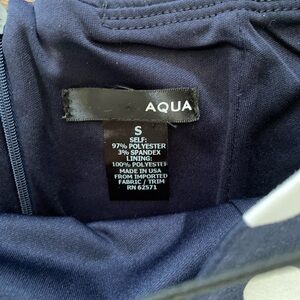 AQUA
S
SELF:
97% POLYESTER
3% SPANDEX
LINING:
100% POLYESTER
MADE IN USA
FROM IMPORTED
FABRIC / TRIM
RN 62571